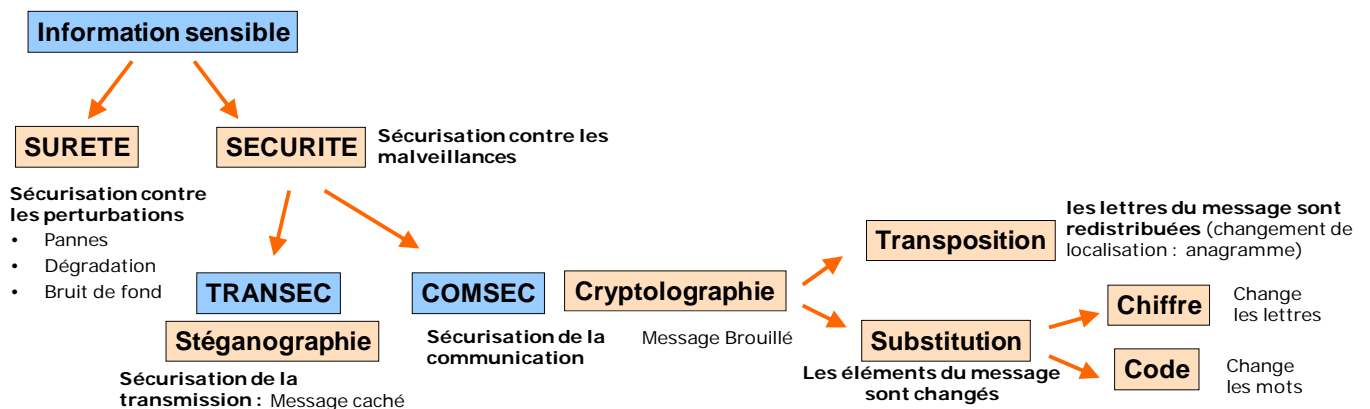 Information sensible
SURETE
Sécurisation contre
les perturbations
• Pannes
• Dégradation
• Bruit de fond
SECURITE
Sécurisation contre les
malveillances
TRANSEC
Stéganographie
Sécurisation de la
transmission : Message caché
COMSEC
Sécurisation de la
communication
Cryptolographie
Message Brouillé
Transposition
les lettres du message sont
redistribuées (changement de
localisation : anagramme)
Substitution
Les éléments du message
sont changés
Chiffre
Change
les lettres
Code
Change
les mots